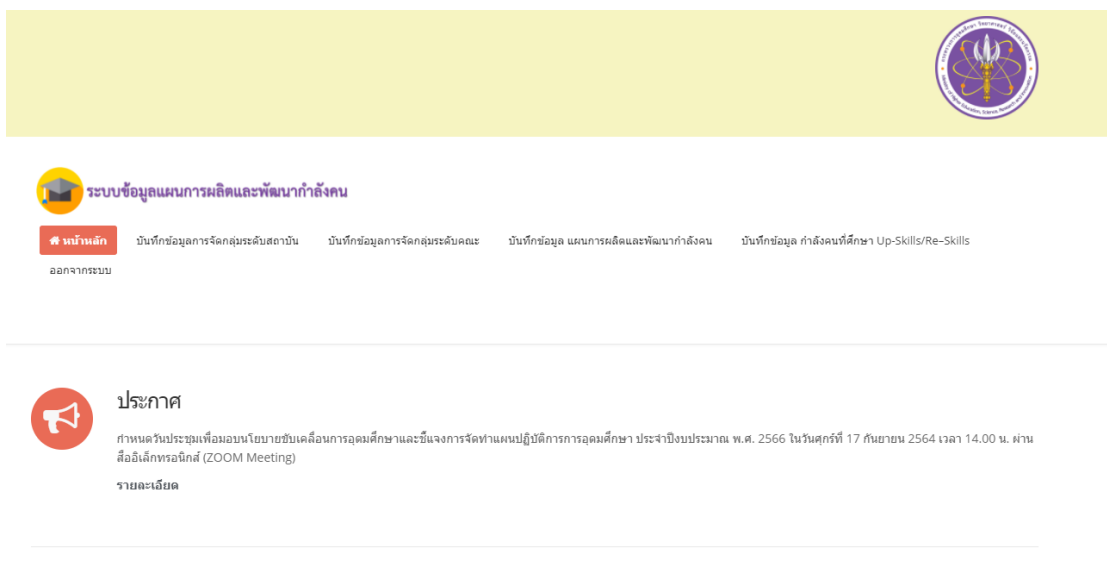 ระบบข้อมูลแผนการผลิตและพัฒนากำลังคน
หน้าหลัก บันทึกข้อมูลการจัดกลุ่มระดับสถาบัน บันทึกข้อมูลการจัดกลุ่มระดับคณะ บันทึกข้อมูล แผนการผลิตและพัฒนากำลังคน บันทึกข้อมูล กำลังคนที่ศึกษา Up-Skills/Re–Skills
ออกจากระบบ
ประกาศ
กำหนดวันประชุมเพื่อมอบนโยบายขับเคลื่อนการอุดมศึกษาและชี้แจงการจัดทำแผนปฏิบัติการการอุดมศึกษา ประจำปีงบประมาณ พ.ศ. 2566 ในวันศุกร์ที่ 17 กันยายน 2564 เวลา 14.00 น. ผ่าน
สื่ออิเล็กทรอนิกส์ (ZOOM Meeting)
รายละเอียด